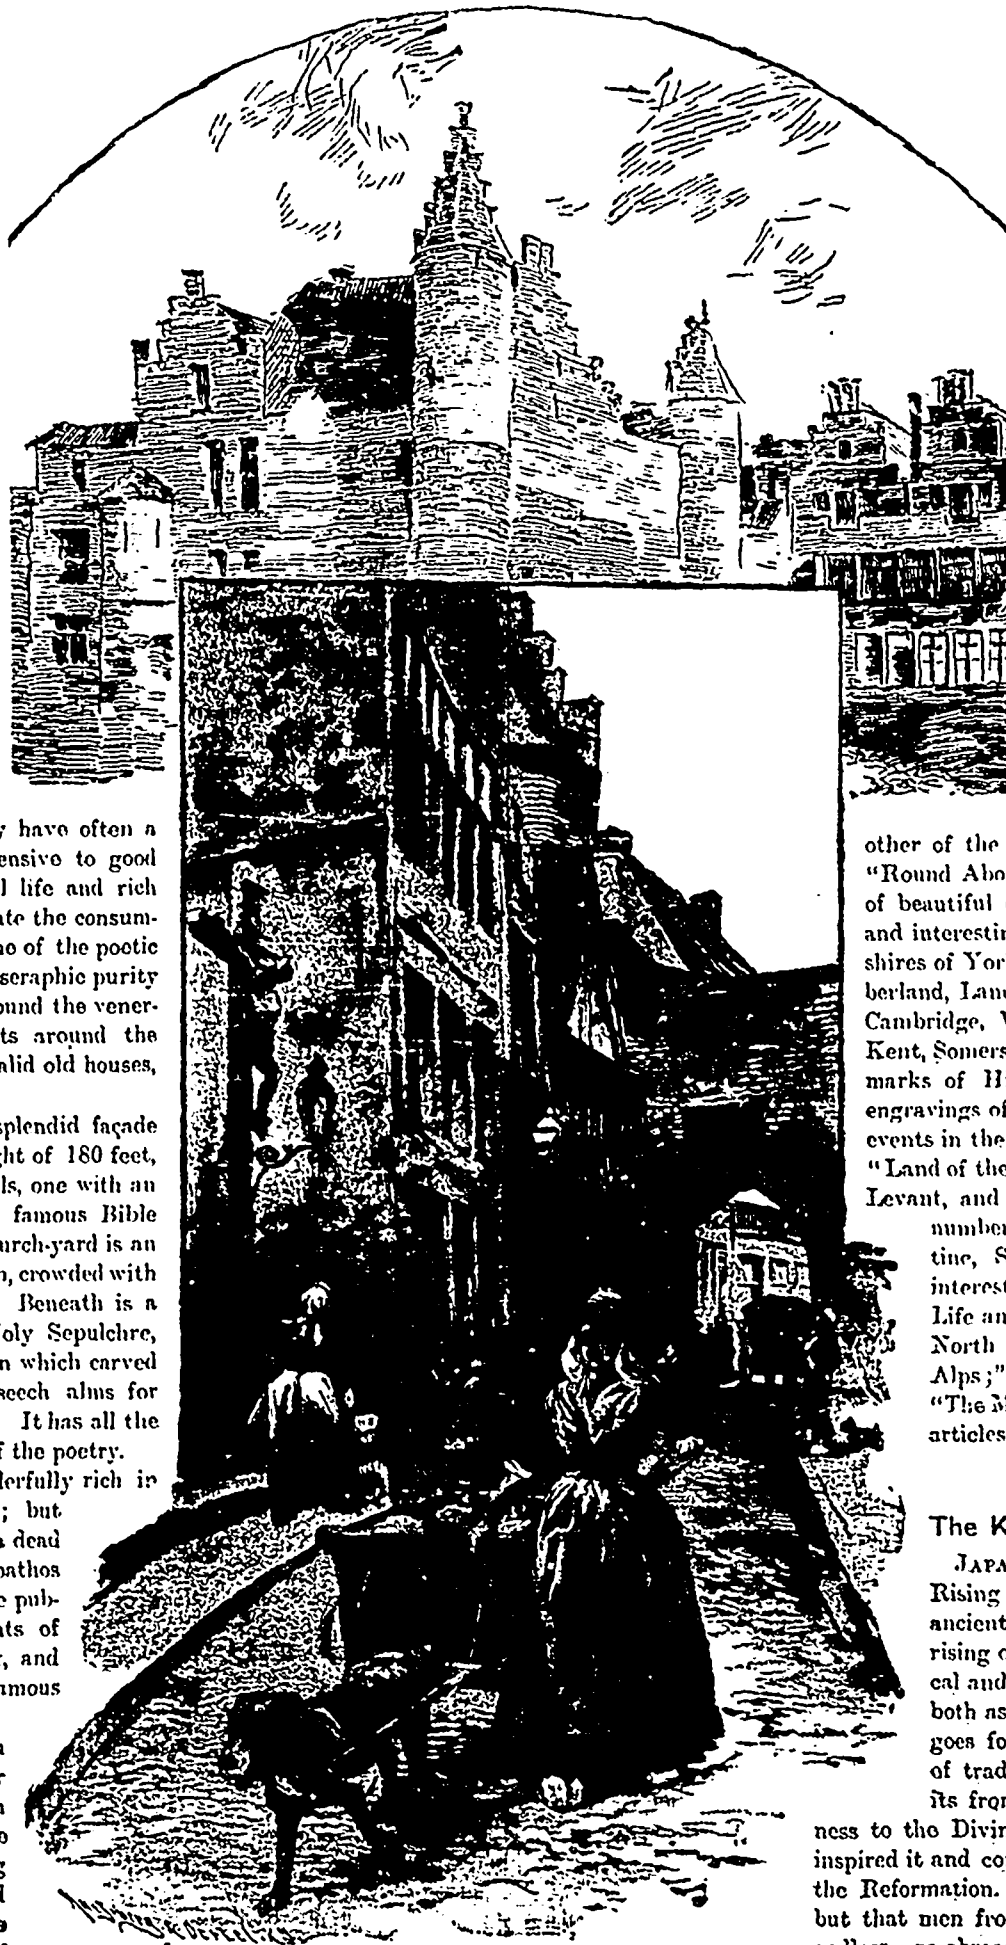 y have often a
ensive to good
l life and rich
ate the consum-
no of the poetic
seraphic purity
ound the vener-
ts around the
alid old houses,
splendid façade
ght of 180 feet,
ls, one with an
famous Bible
urch-yard is an
n, crowded with
Beneath is a
oly Sepulchre,
n which carved
seech alms for
It has all the
f the poetry.
derfully rich in
; but
a dead
pathos
e pub-
ts of
, and
amous
other of the
"Round Abo
of beautiful
and interestin
shires of Yor
berland, Lanc
Cambridge, W
Kent, Somers
marks of H
engravings of
events in the
"Land of the
Levant, and
number
tine, S
interest
Life an
North
Alps;"
"The M
articles
The K
JAPA
Rising
ancient
rising o
cal and
both as
goes fo
of trad
its from
ness to the Divin
inspired it and co
the Reformation.
but that men fro